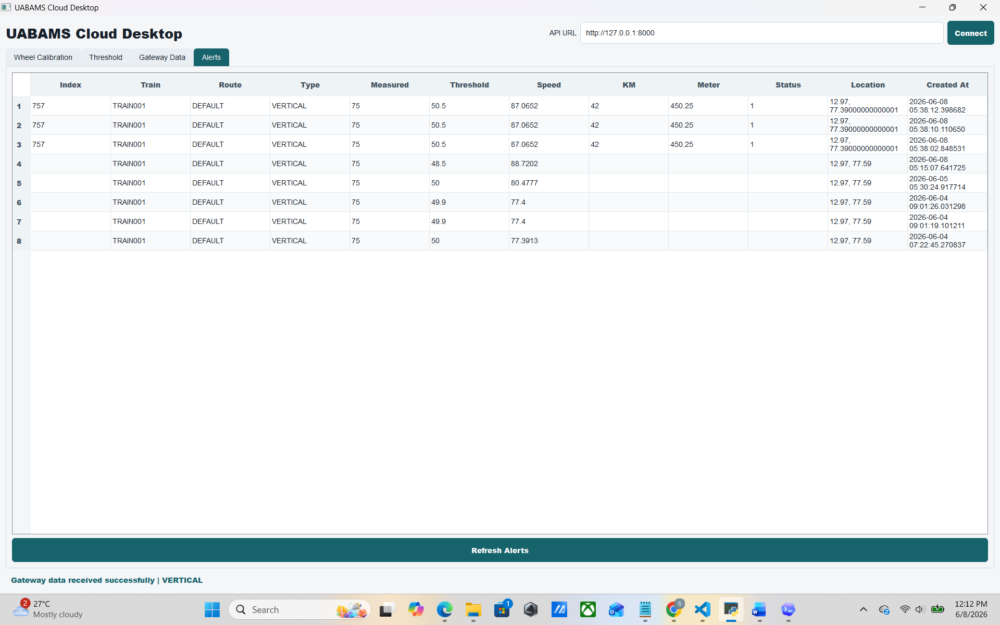 UABAMS Cloud Desktop
UABAMS Cloud Desktop
API URL http://127.0.0.1:8000 Connect
Wheel Calibration Threshold Gateway Data Alerts
Index Train Route Type Measured Threshold Speed KM Meter Status Location Created At
1 757 TRAIN001 DEFAULT VERTICAL 75 50.5 87.0652 42 450.25 1 12.97, 77.39000000000001 2026-06-08 05:38:12.398682
2 757 TRAIN001 DEFAULT VERTICAL 75 50.5 87.0652 42 450.25 1 12.97, 77.39000000000001 2026-06-08 05:38:10.110650
3 757 TRAIN001 DEFAULT VERTICAL 75 50.5 87.0652 42 450.25 1 12.97, 77.39000000000001 2026-06-08 05:38:02.848531
4 TRAIN001 DEFAULT VERTICAL 75 48.5 88.7202 12.97, 77.59 2026-06-08 05:15:07.641725
5 TRAIN001 DEFAULT VERTICAL 75 50 80.4777 12.97, 77.59 2026-06-05 05:30:24.917714
6 TRAIN001 DEFAULT VERTICAL 75 49.9 77.4 12.97, 77.59 2026-06-04 09:01:26.031298
7 TRAIN001 DEFAULT VERTICAL 75 49.9 77.4 12.97, 77.59 2026-06-04 09:01:19.101211
8 TRAIN001 DEFAULT VERTICAL 75 50 77.3913 12.97, 77.59 2026-06-04 07:22:45.270837
Refresh Alerts
Gateway data received successfully | VERTICAL
2 27°C
Mostly cloudy
Search
1
S
12:12 PM
6/8/2026